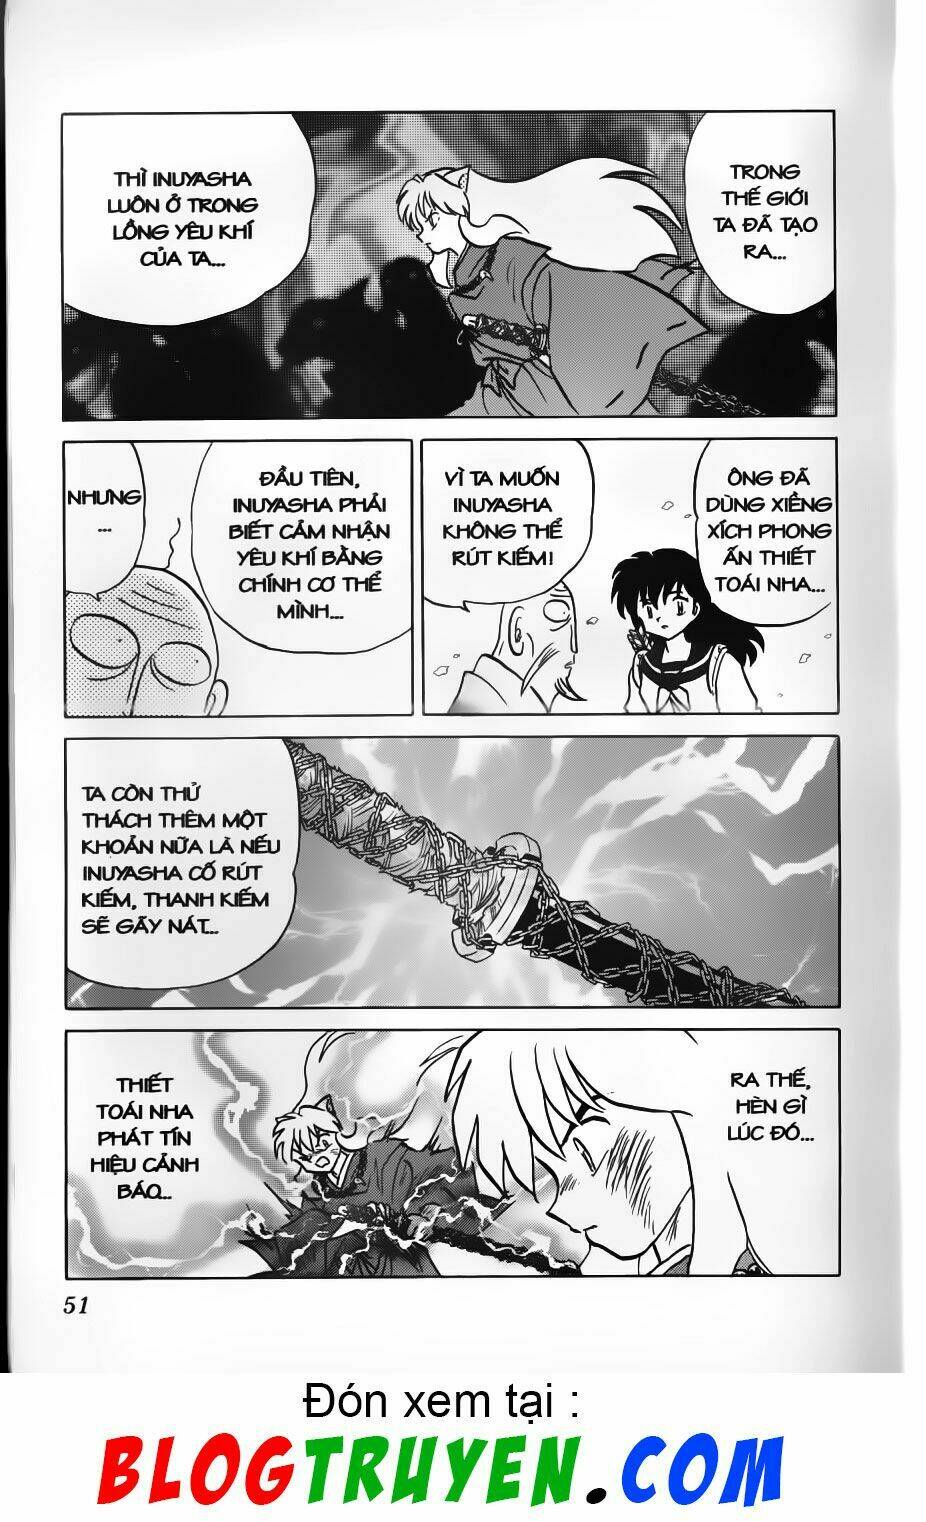 TRONG
THẾ GIỚI
TA ĐÃ TẠO
RA...
THÌ INUYASHA
LUÔN Ở TRONG
LỒNG YÊU KHÍ
CỦA TA...
ÔNG ĐÃ
DÙNG XIỀNG
XÍCH PHONG
ẤN THIẾT
TOÁI NHA...
VÌ TA MUỐN
INUYASHA
KHÔNG THỂ
RÚT KIẾM!
ĐẦU TIÊN,
INUYASHA PHẢI
BIẾT CẢM NHẬN
YÊU KHÍ BẰNG
CHÍNH CƠ THỂ
MÌNH...
NHƯNG
...
TA CÒN THỬ
THÁCH THÊM MỘT
KHOẢN NỮA LÀ NẾU
INUYASHA CỐ RÚT
KIẾM, THANH KIẾM
SẼ GÃY NÁT...
RA THẾ,
HÈN GÌ
LÚC ĐÓ...
THIẾT
TOÁI NHA
PHÁT TÍN
HIỆU CẢNH
BÁO...
51
Đón xem tại :
BLOGTRUYEN.COM